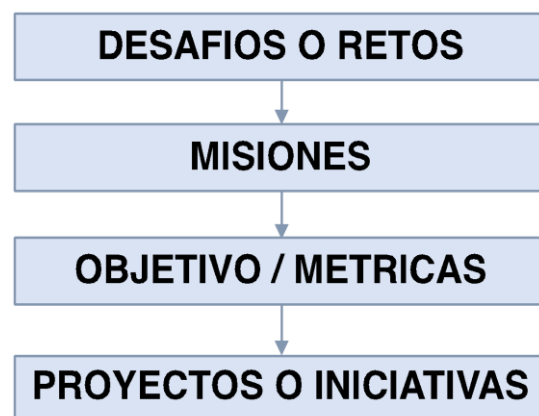 DESAFIOS O RETOS
MISIONES
OBJETIVO / METRICAS
PROYECTOS O INICIATIVAS